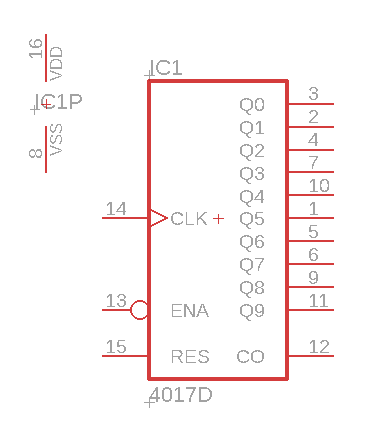 16
VDD
IC1P
VSS
8
IC1
Q0 3
Q1 2
Q2 4
Q3 7
Q4 10
14 CLK Q5 1
Q6 5
Q7 6
Q8 9
13 ENA Q9 11
15 RES CO 12
4017D